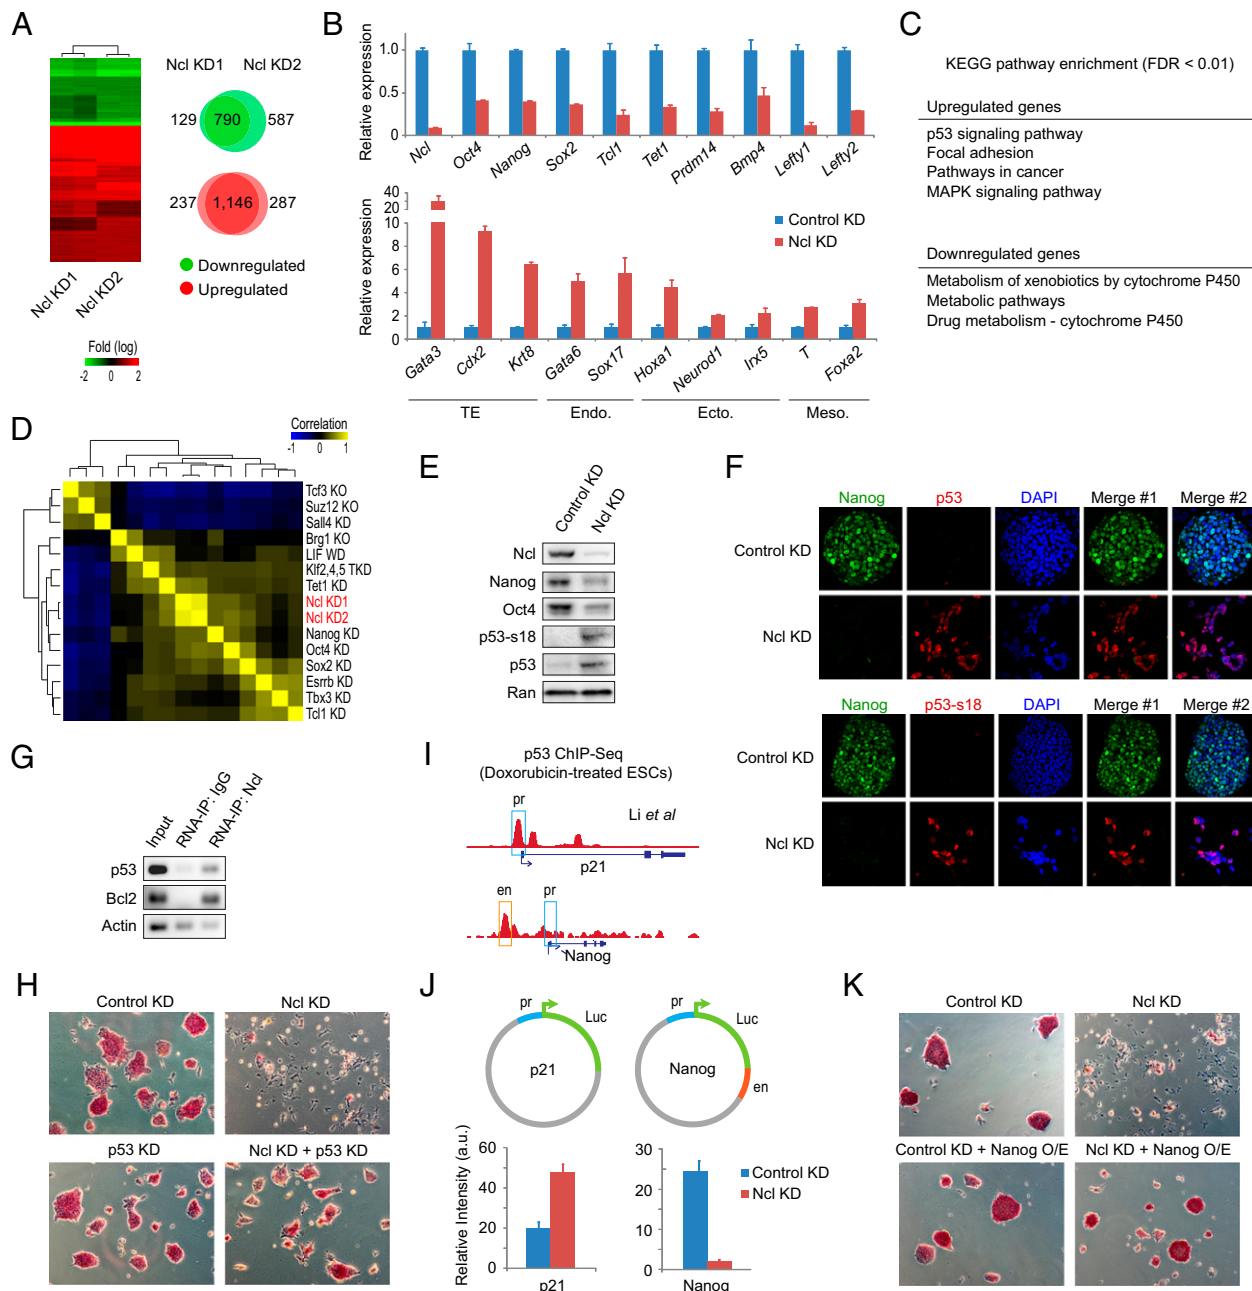 A
Ncl KD1 Ncl KD2
129 790 587
237 1,146 287
Downregulated
Upregulated
Ncl KD1 Ncl KD2
Fold (log)
-2 0 2
B
Relative expression
1.0
0.5
0
Ncl Oct4 Nanog Sox2 Tcl1 Tet1 Prdm14 Bmp4 Lefty1 Lefty2
Relative expression
40
20
10
8
6
4
2
0
Control KD
Ncl KD
Gata3 Cdx2 Krt8 Gata6 Sox17 Hoxa1 Neurod1 Irx5 T Foxa2
TE Endo. Ecto. Meso.
C
KEGG pathway enrichment (FDR < 0.01)
Upregulated genes
p53 signaling pathway
Focal adhesion
Pathways in cancer
MAPK signaling pathway
Downregulated genes
Metabolism of xenobiotics by cytochrome P450
Metabolic pathways
Drug metabolism - cytochrome P450
D
Correlation
-1 0 1
Tcf3 KO
Suz12 KO
Sall4 KD
Brg1 KO
LIF WD
Klf2,4,5 TKD
Tet1 KD
Ncl KD1
Ncl KD2
Nanog KD
Oct4 KD
Sox2 KD
Esrrb KD
Tbx3 KD
Tcl1 KD
E
Control KD Ncl KD
Ncl
Nanog
Oct4
p53-s18
p53
Ran
F
Nanog p53 DAPI Merge #1 Merge #2
Control KD
Ncl KD
Nanog p53-s18 DAPI Merge #1 Merge #2
Control KD
Ncl KD
G
Input RNA-IP: IgG RNA-IP: Ncl
p53
Bcl2
Actin
H
Control KD Ncl KD
p53 KD Ncl KD + p53 KD
I
p53 ChIP-Seq
(Doxorubicin-treated ESCs)
pr
Li et al
p21
en pr
Nanog
J
pr Luc
p21
pr Luc
Nanog
en
Relative Intensity (a.u.)
60
40
20
0
p21
30
20
10
0
Nanog
Control KD
Ncl KD
K
Control KD Ncl KD
Control KD + Nanog O/E Ncl KD + Nanog O/E